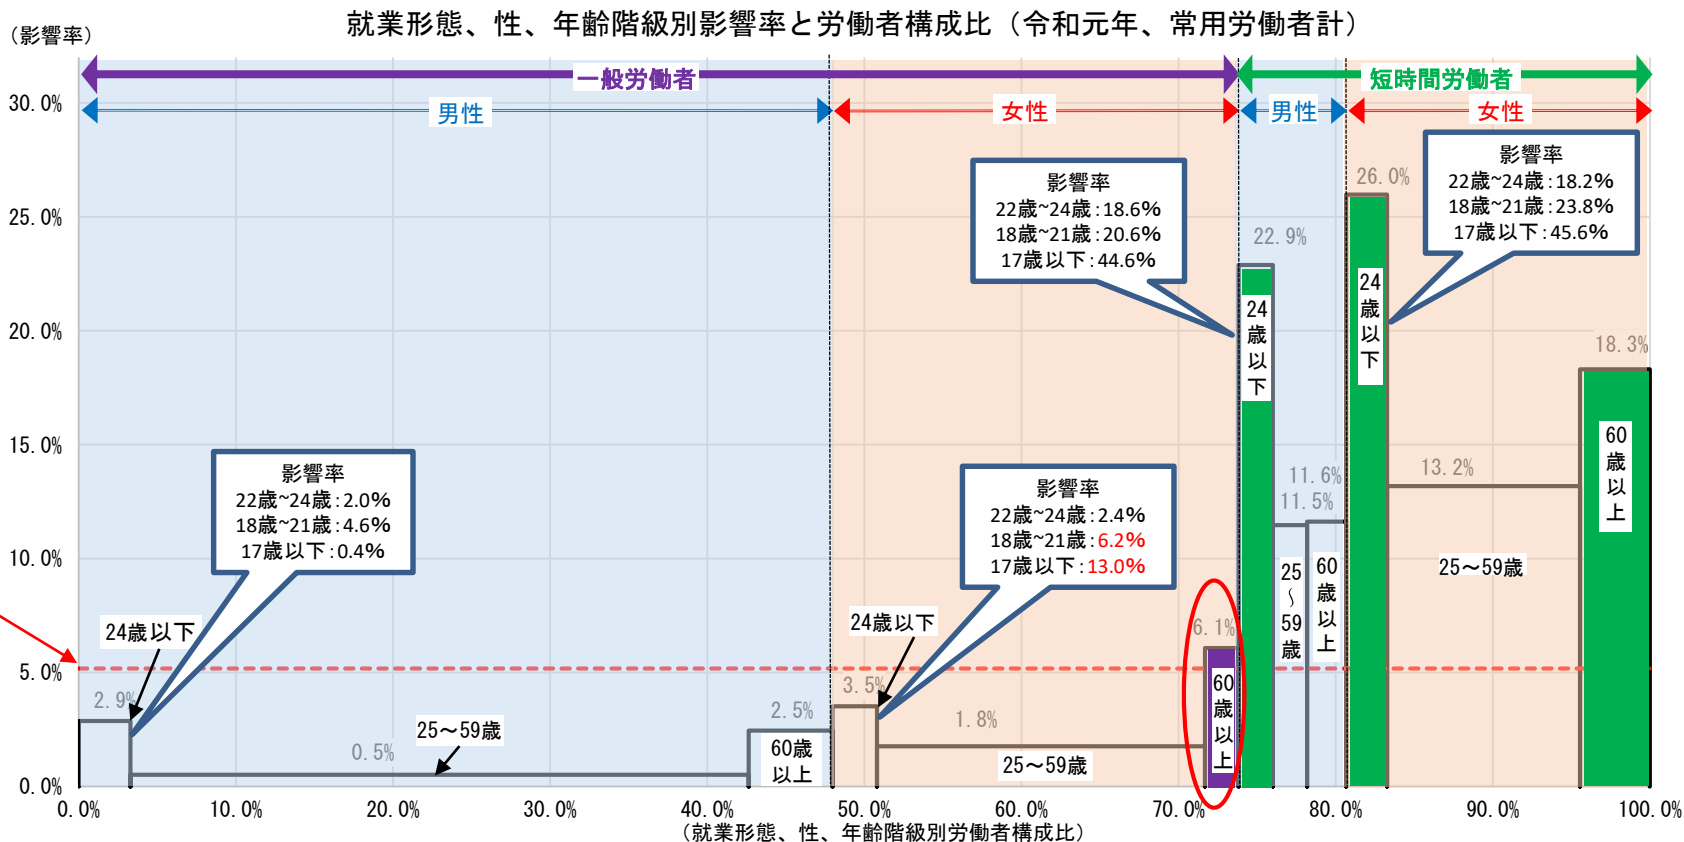 就業形態、性、年齢階級別影響率と労働者構成比（令和元年、常用労働者計）
（影響率）
一般労働者
短時間労働者
男性
女性
男性
女性
30.0%
25.0%
20.0%
15.0%
10.0%
5.0%
0.0%
影響率
22歳~24歳：2.0%
18歳~21歳：4.6%
17歳以下：0.4%
影響率
22歳~24歳：2.4%
18歳~21歳：6.2%
17歳以下：13.0%
影響率
22歳~24歳：18.6%
18歳~21歳：20.6%
17歳以下：44.6%
影響率
22歳~24歳：18.2%
18歳~21歳：23.8%
17歳以下：45.6%
2.9%
24歳以下
0.5%
25～59歳
2.5%
60歳
以上
3.5%
24歳以下
1.8%
25～59歳
6.1%
60歳以上
22.9%
24歳以下
11.5%
25～59歳
11.6%
60歳以上
26.0%
24歳以下
13.2%
25～59歳
18.3%
60歳以上
0.0%
10.0%
20.0%
30.0%
40.0%
50.0%
60.0%
70.0%
80.0%
90.0%
100.0%
（就業形態、性、年齢階級別労働者構成比）